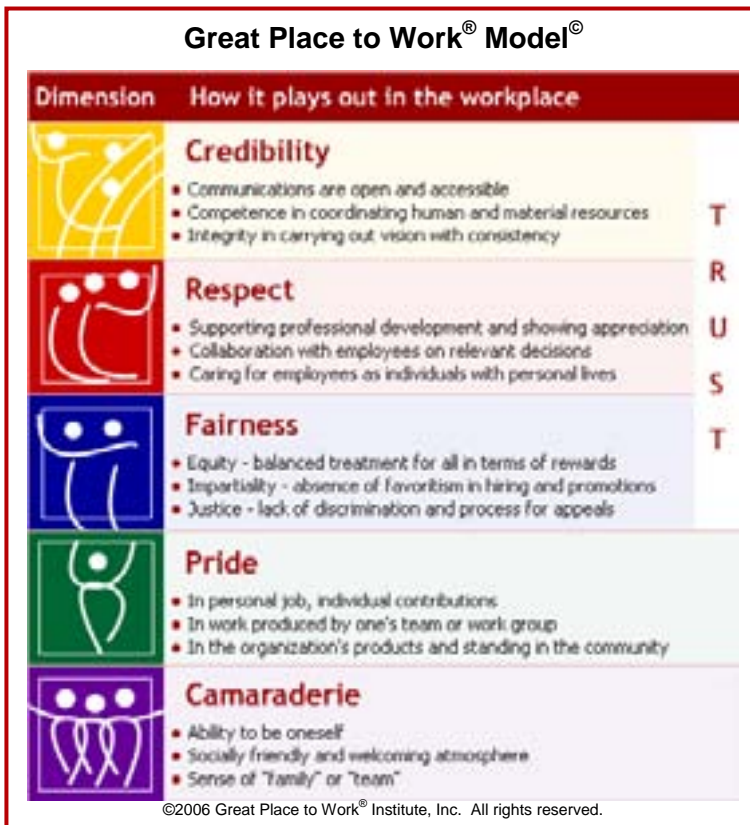 Great Place to Work® Model©
Dimension How it plays out in the workplace
Credibility
• Communications are open and accessible
• Competence in coordinating human and material resources
• Integrity in carrying out vision with consistency
Respect
• Supporting professional development and showing appreciation
• Collaboration with employees on relevant decisions
• Caring for employees as individuals with personal lives
Fairness
• Equity - balanced treatment for all in terms of rewards
• Impartiality - absence of favoritism in hiring and promotions
• Justice - lack of discrimination and process for appeals
T
R
U
S
T
Pride
• In personal job, individual contributions
• In work produced by one's team or work group
• In the organization's products and standing in the community
Camaraderie
• Ability to be oneself
• Socially friendly and welcoming atmosphere
• Sense of "family" or "team"
©2006 Great Place to Work® Institute, Inc. All rights reserved.